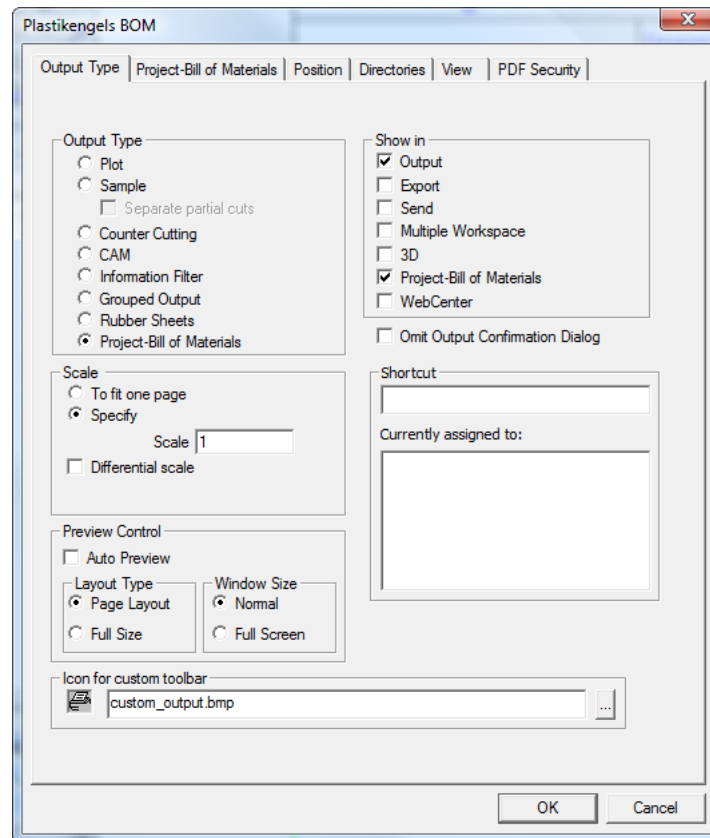 Plastikengels BOM
Output Type Project-Bill of Materials Position Directories View PDF Security
Output Type
Plot
Sample
Separate partial cuts
Counter Cutting
CAM
Information Filter
Grouped Output
Rubber Sheets
Project-Bill of Materials
Show in
Output
Export
Send
Multiple Workspace
3D
Project-Bill of Materials
WebCenter
Omit Output Confirmation Dialog
Scale
To fit one page
Specify
Scale 1
Differential scale
Shortcut
Currently assigned to:
Preview Control
Auto Preview
Layout Type
Page Layout
Full Size
Window Size
Normal
Full Screen
Icon for custom toolbar
custom_output.bmp
...
OK Cancel